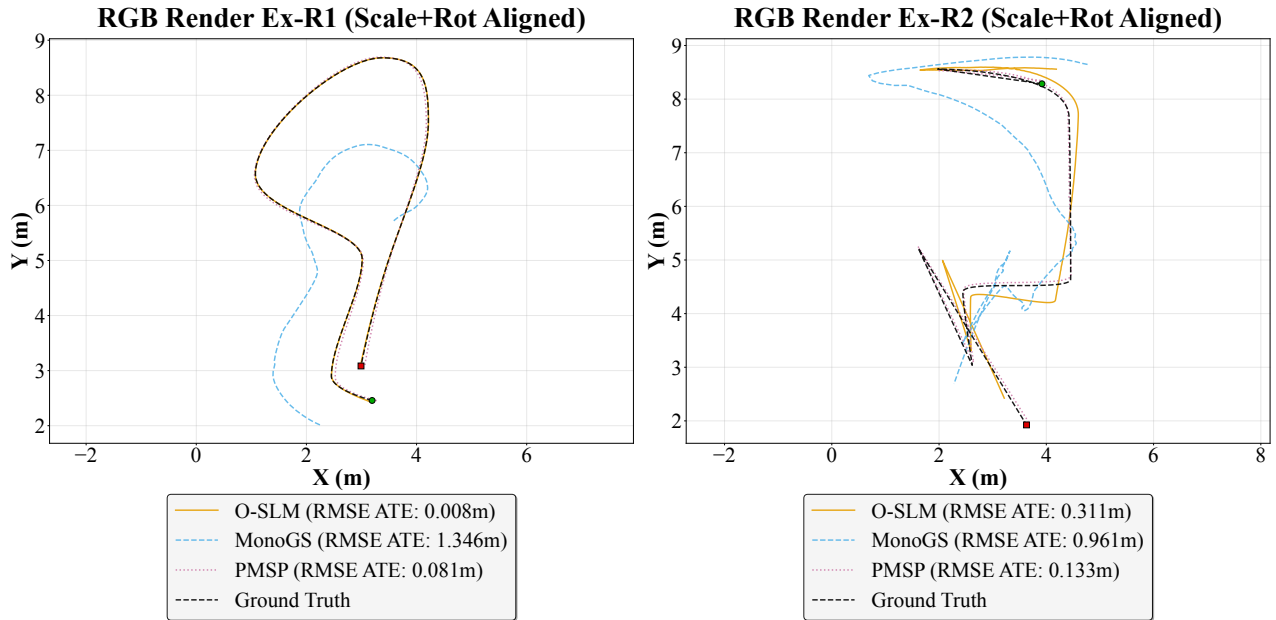 RGB Render Ex-R1 (Scale+Rot Aligned)
9
8
7
6
5
4
3
2
Y (m)
−2
0
2
4
6
X (m)
O-SLM (RMSE ATE: 0.008m)
MonoGS (RMSE ATE: 1.346m)
PMSP (RMSE ATE: 0.081m)
Ground Truth
RGB Render Ex-R2 (Scale+Rot Aligned)
9
8
7
6
5
4
3
2
Y (m)
−2
0
2
4
6
8
X (m)
O-SLM (RMSE ATE: 0.311m)
MonoGS (RMSE ATE: 0.961m)
PMSP (RMSE ATE: 0.133m)
Ground Truth